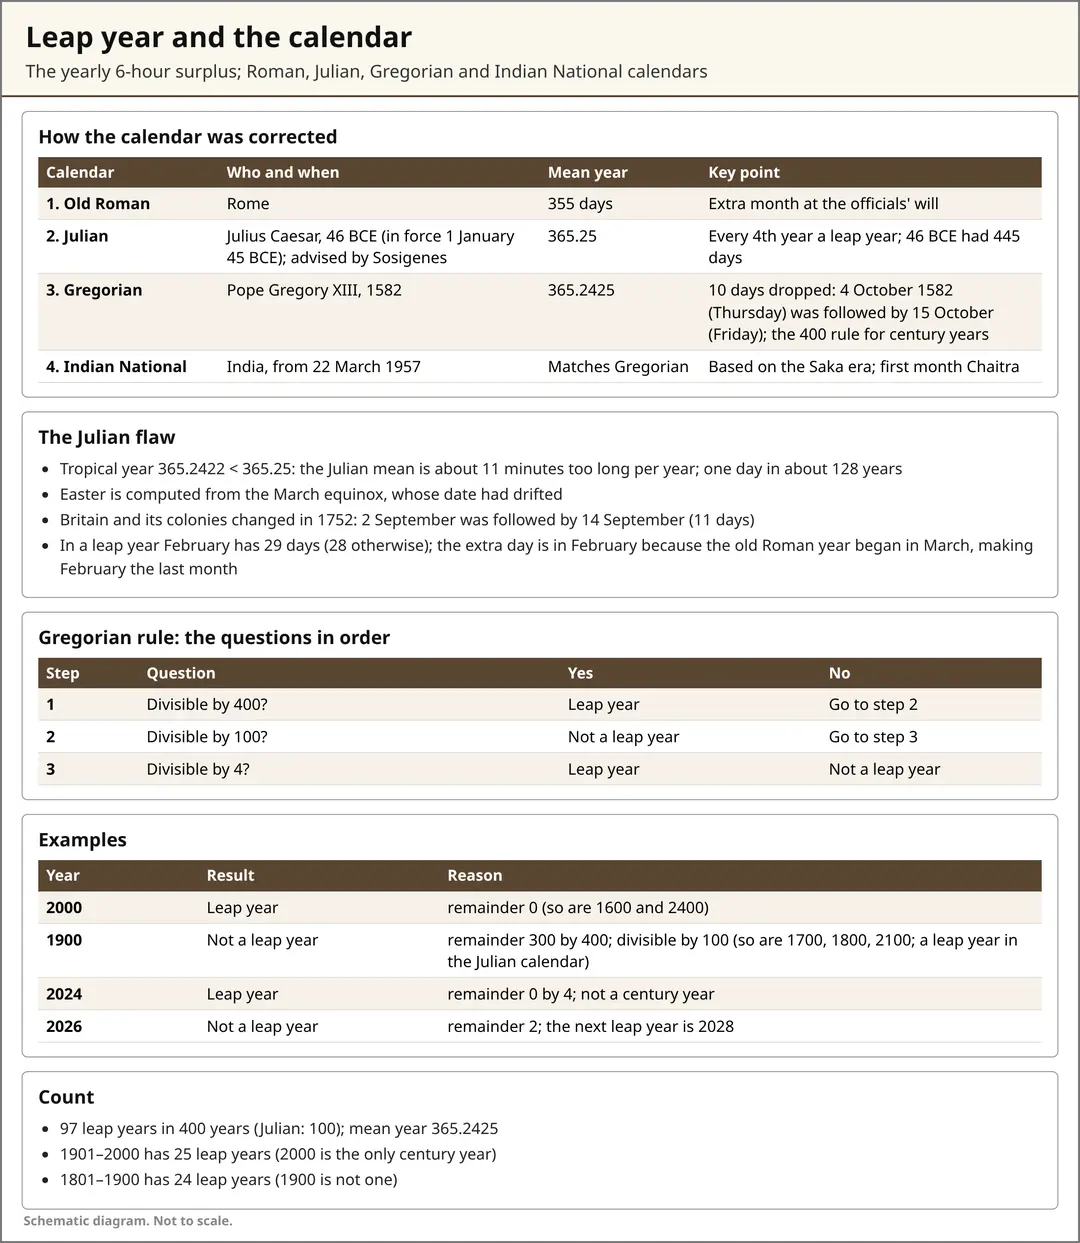 Leap year and the calendar
The yearly 6-hour surplus; Roman, Julian, Gregorian and Indian National calendars
How the calendar was corrected
Calendar Who and when Mean year Key point
1. Old Roman Rome 355 days Extra month at the officials' will
2. Julian Julius Caesar, 46 BCE (in force 1 January 365.25 Every 4th year a leap year; 46 BCE had 445
45 BCE); advised by Sosigenes days
3. Gregorian Pope Gregory XIII, 1582 365.2425 10 days dropped: 4 October 1582
(Thursday) was followed by 15 October
(Friday); the 400 rule for century years
4. Indian National India, from 22 March 1957 Matches Gregorian Based on the Saka era; first month Chaitra
The Julian flaw
• Tropical year 365.2422 < 365.25: the Julian mean is about 11 minutes too long per year; one day in about 128 years
• Easter is computed from the March equinox, whose date had drifted
• Britain and its colonies changed in 1752: 2 September was followed by 14 September (11 days)
• In a leap year February has 29 days (28 otherwise); the extra day is in February because the old Roman year began in March, making
February the last month
Gregorian rule: the questions in order
Step Question Yes No
1 Divisible by 400? Leap year Go to step 2
2 Divisible by 100? Not a leap year Go to step 3
3 Divisible by 4? Leap year Not a leap year
Examples
Year Result Reason
2000 Leap year remainder 0 (so are 1600 and 2400)
1900 Not a leap year remainder 300 by 400; divisible by 100 (so are 1700, 1800, 2100; a leap year in
the Julian calendar)
2024 Leap year remainder 0 by 4; not a century year
2026 Not a leap year remainder 2; the next leap year is 2028
Count
• 97 leap years in 400 years (Julian: 100); mean year 365.2425
• 1901–2000 has 25 leap years (2000 is the only century year)
• 1801–1900 has 24 leap years (1900 is not one)
Schematic diagram. Not to scale.